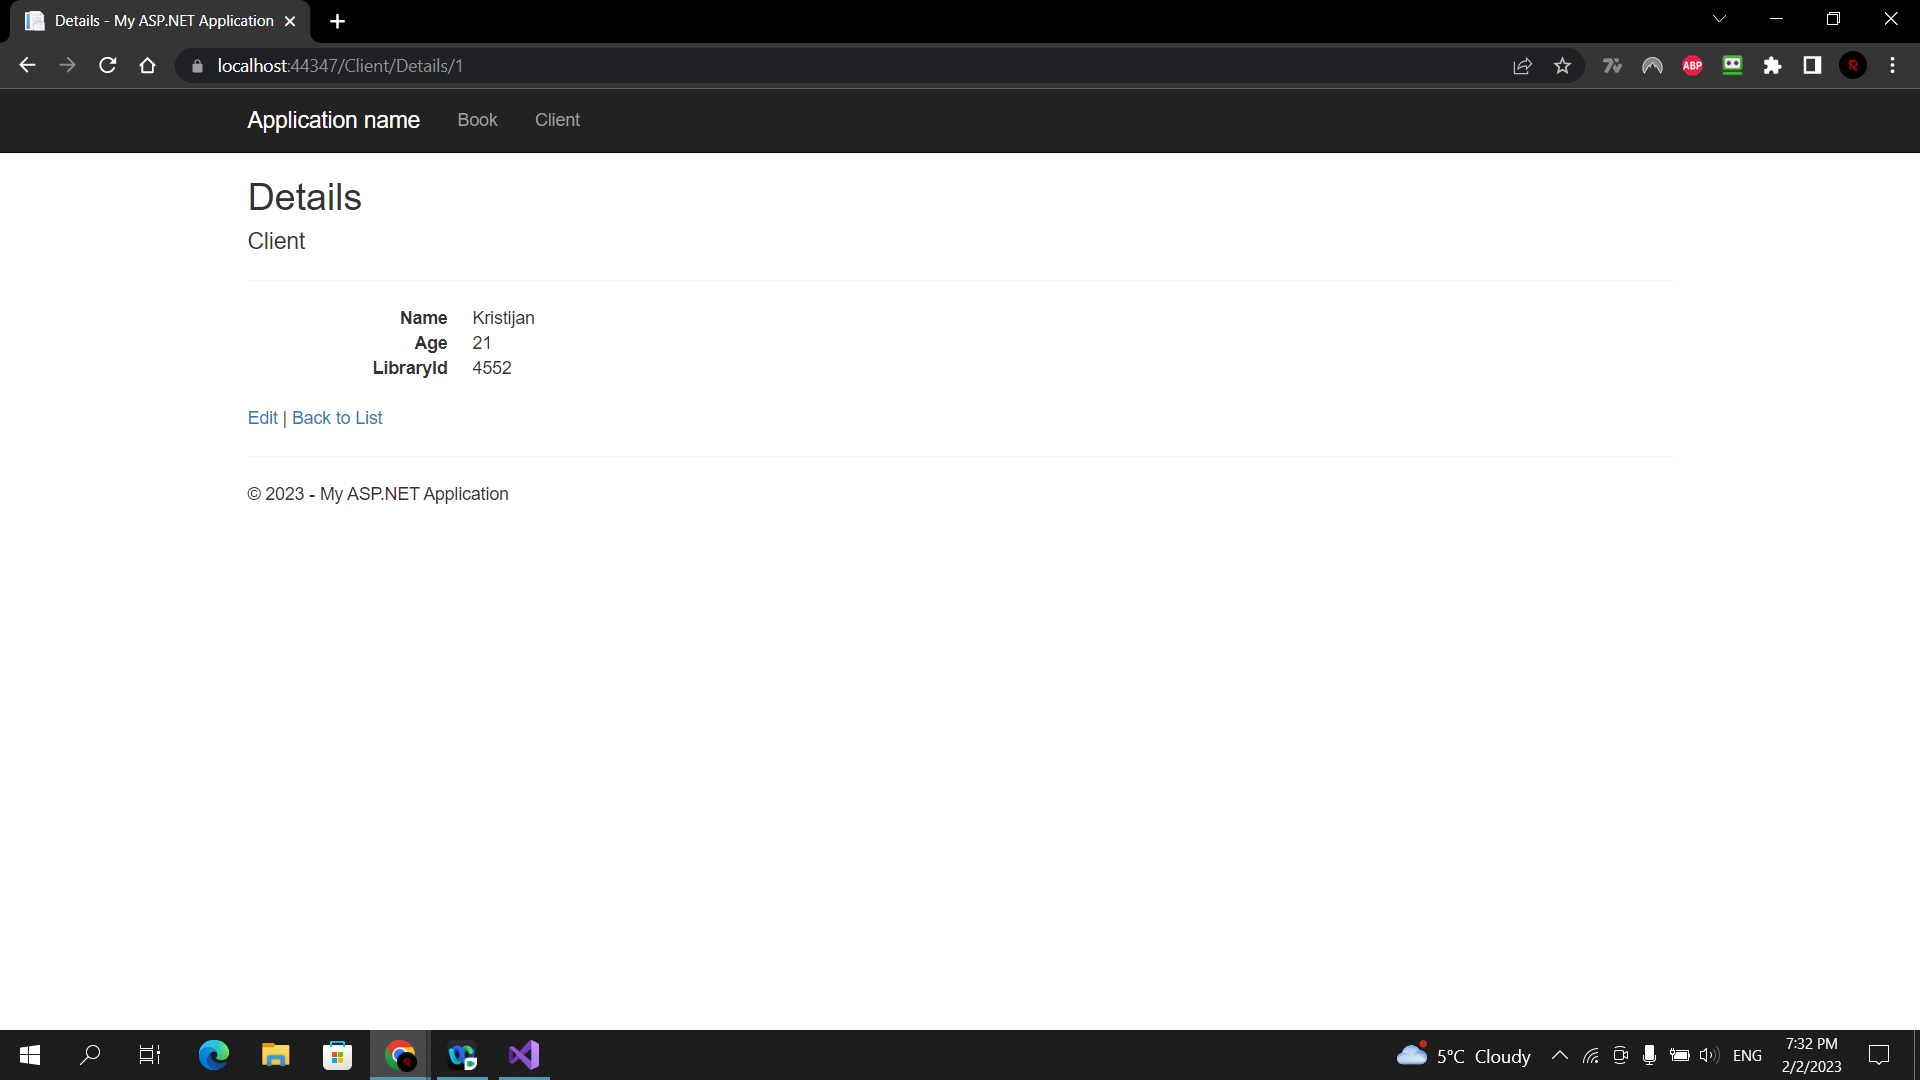 Details - My ASP.NET Application
localhost:44347/Client/Details/1
ABP
R
Application name Book Client
Details
Client
Name Kristijan
Age 21
LibraryId 4552
Edit | Back to List
© 2023 - My ASP.NET Application
5°C Cloudy
ENG
7:32 PM
2/2/2023